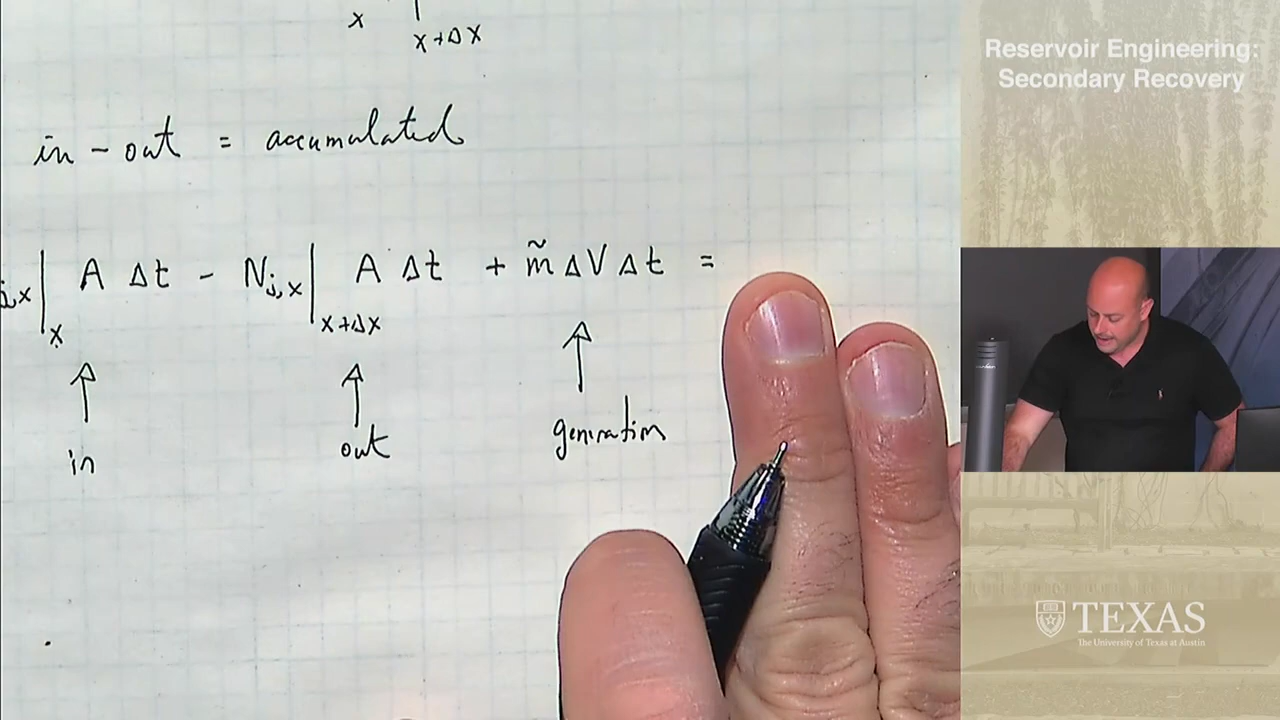 x
x+Δx
in - out = accumulated
j,x|x A Δt - Nj,x|x+Δx A Δt + m̃ ΔV Δt =
in
out
generation
Reservoir Engineering:
Secondary Recovery
TEXAS
The University of Texas at Austin